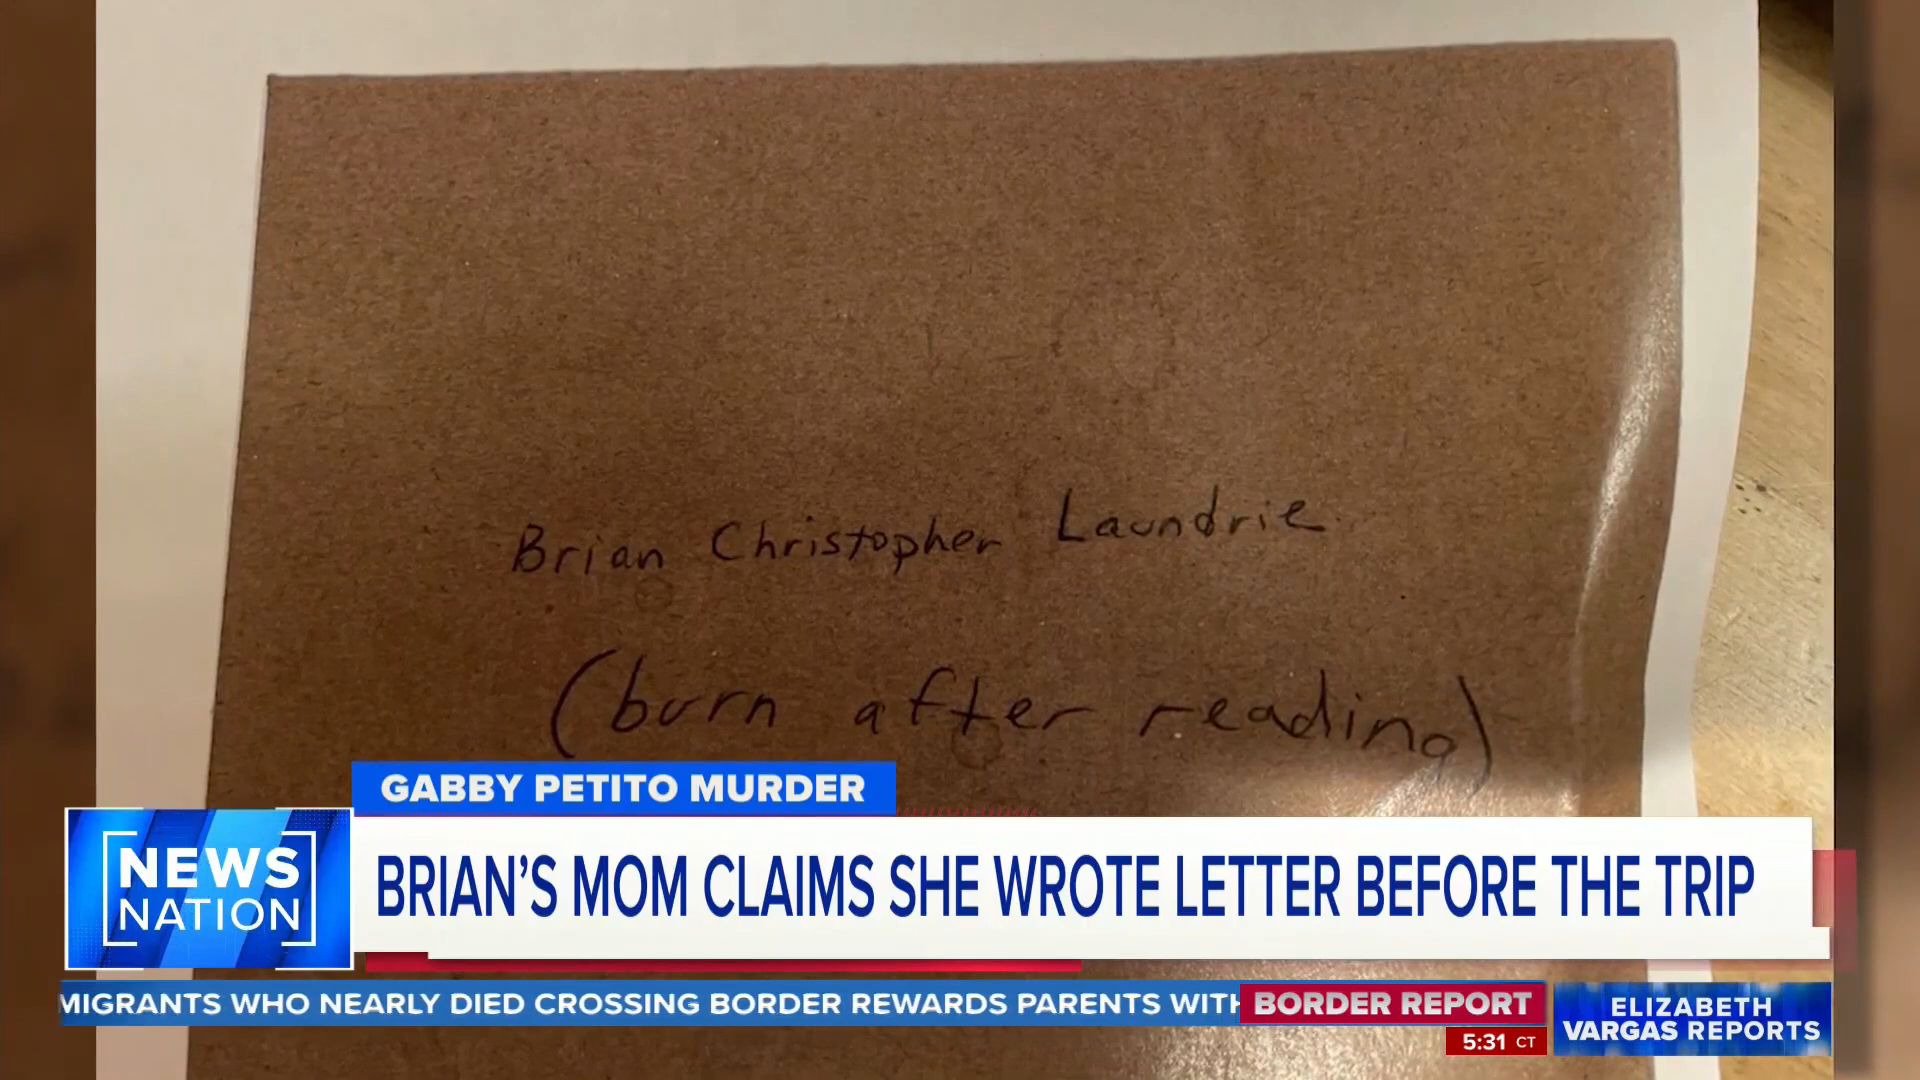 Brian Christopher Laundrie
(burn after reading)
GABBY PETITO MURDER
NEWS
NATION
BRIAN'S MOM CLAIMS SHE WROTE LETTER BEFORE THE TRIP
MIGRANTS WHO NEARLY DIED CROSSING BORDER REWARDS PARENTS WITH
BORDER REPORT
5:31 CT
ELIZABETH
VARGAS REPORTS